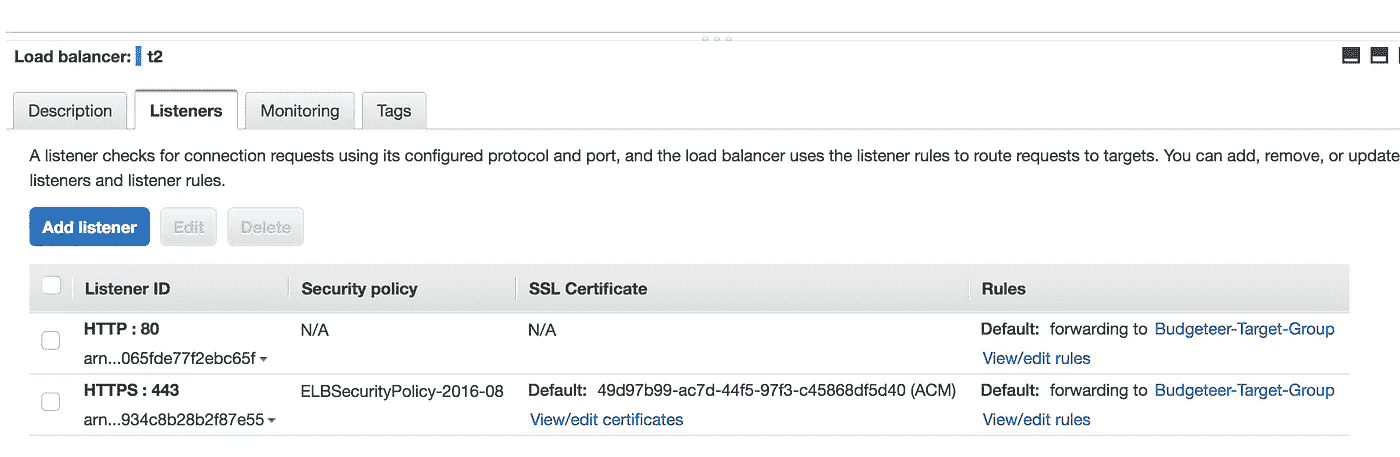 Load balancer: t2
Description Listeners Monitoring Tags
A listener checks for connection requests using its configured protocol and port, and the load balancer uses the listener rules to route requests to targets. You can add, remove, or update
listeners and listener rules.
Add listener Edit Delete
Listener ID Security policy SSL Certificate Rules
HTTP : 80 N/A N/A Default: forwarding to Budgeteer-Target-Group
arn...065fde77f2ebc65f View/edit rules
HTTPS : 443 ELBSecurityPolicy-2016-08 Default: 49d97b99-ac7d-44f5-97f3-c45868df5d40 (ACM) Default: forwarding to Budgeteer-Target-Group
arn...934c8b28b2f87e55 View/edit certificates View/edit rules